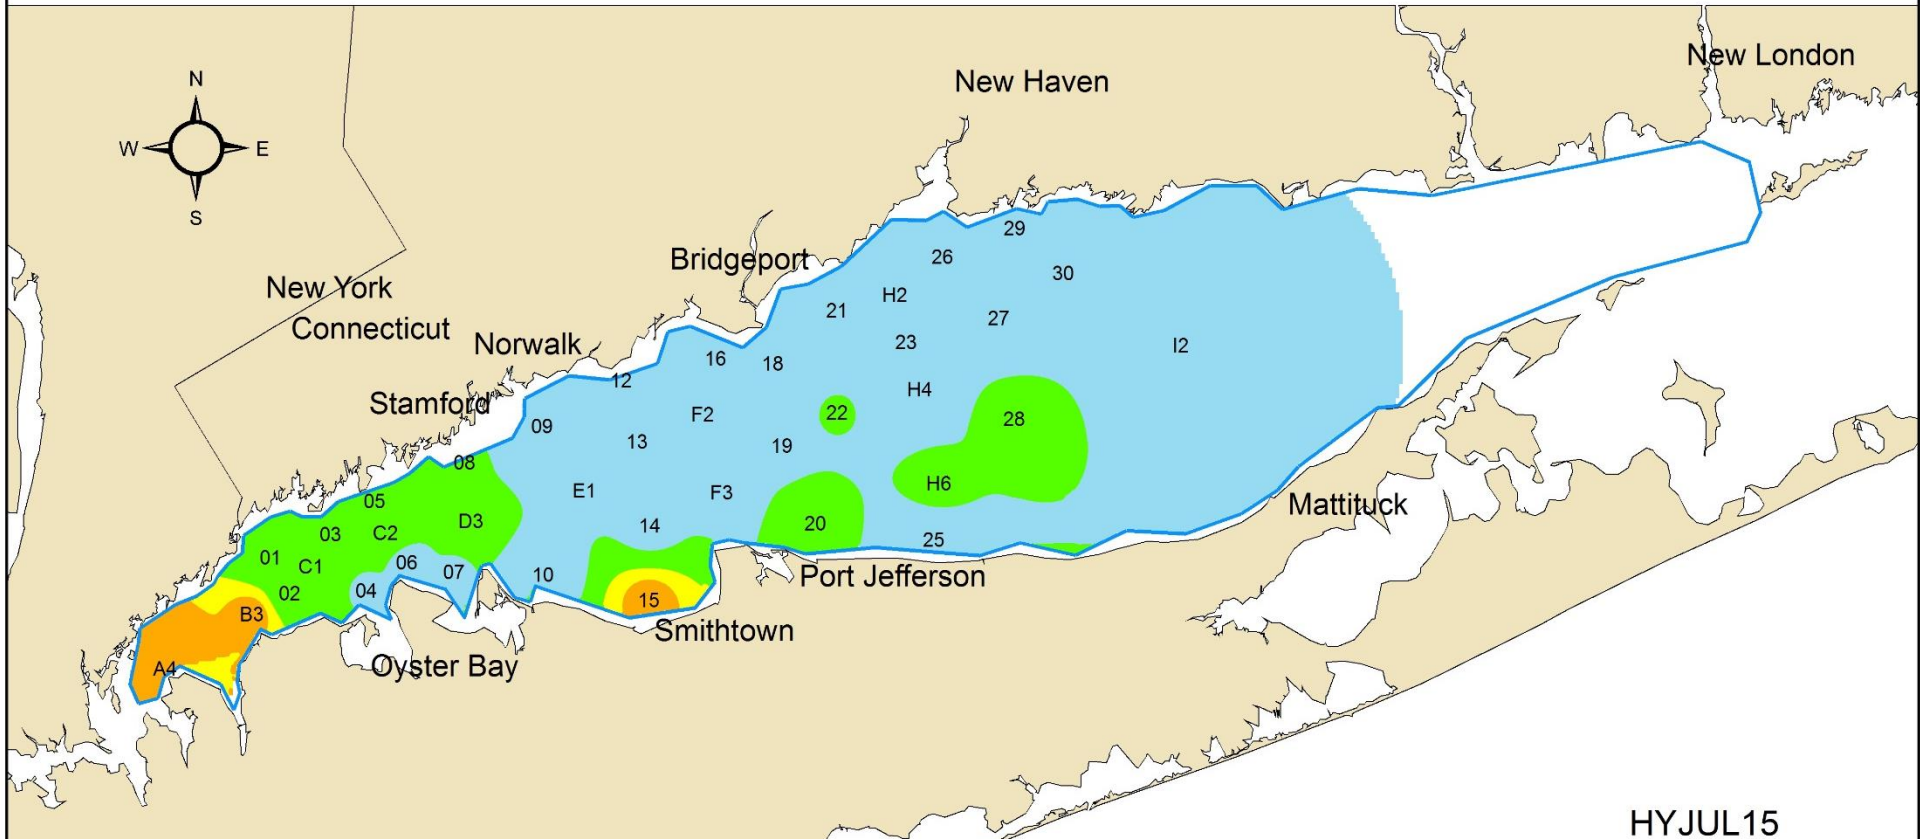 New London
New Haven
N
W E
S
29
26
Bridgeport
30
New York
H2
21
27
Connecticut
Norwalk
23
I2
16
18
12
H4
Stamford
22
F2
28
09
13
19
08
H6
E1
F3
05
Mattituck
D3
20
14
03
C2
25
01
06
C1
07
10
Port Jefferson
04
02
15
B3
Smithtown
A4
Oyster Bay
HYJUL15